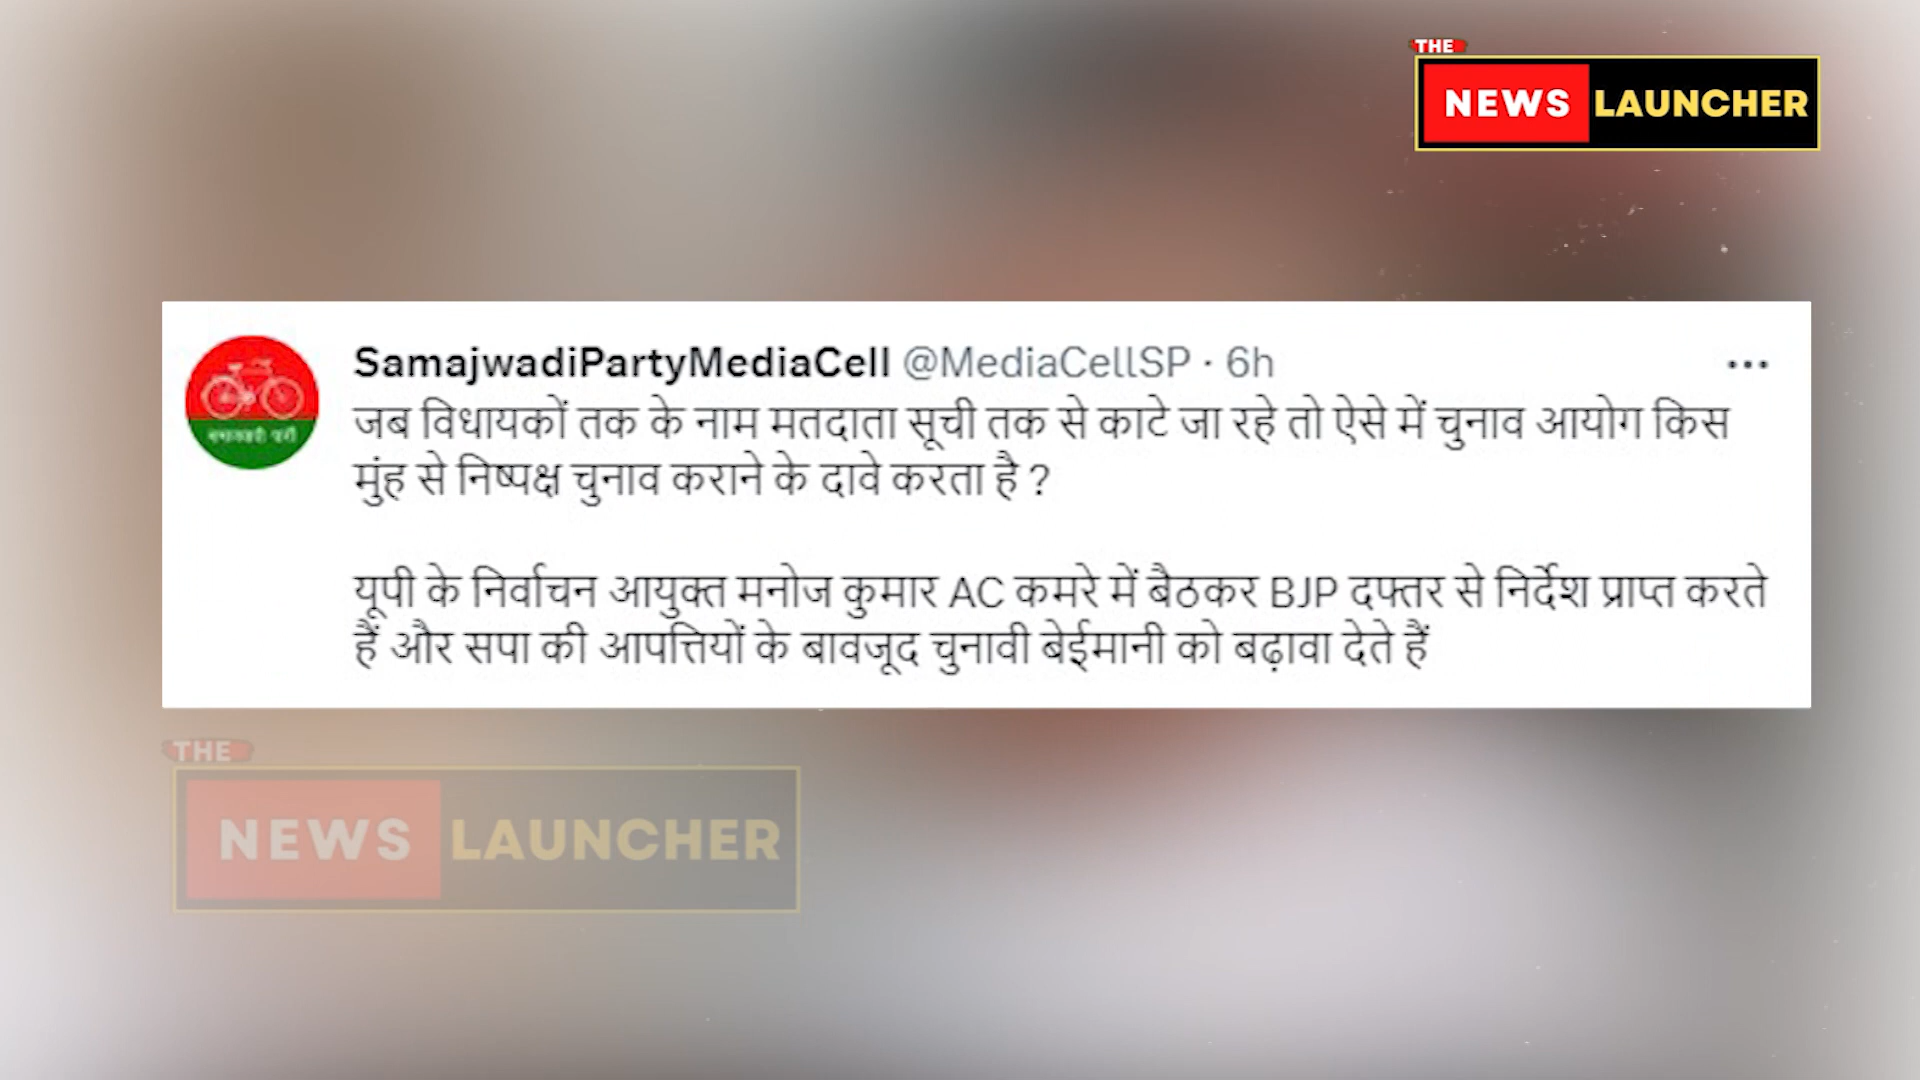 THE
NEWS LAUNCHER
SamajwadiPartyMediaCell @MediaCellSP · 6h
जब विधायकों तक के नाम मतदाता सूची तक से काटे जा रहे तो ऐसे में चुनाव आयोग किस
मुंह से निष्पक्ष चुनाव कराने के दावे करता है ?
यूपी के निर्वाचन आयुक्त मनोज कुमार AC कमरे में बैठकर BJP दफ्तर से निर्देश प्राप्त करते
हैं और सपा की आपत्तियों के बावजूद चुनावी बेईमानी को बढ़ावा देते हैं
THE
NEWS LAUNCHER